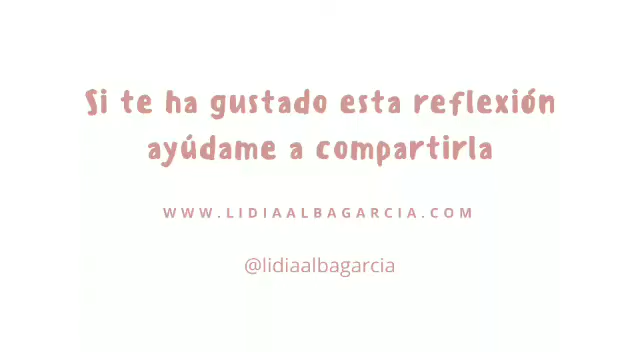 Si te ha gustado esta reflexión
ayúdame a compartirla
WWW.LIDIAALBAGARCIA.COM
@lidiaalbagarcia